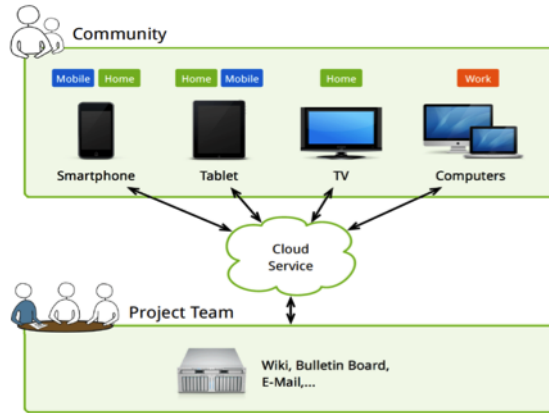 Community
Mobile Home
Home Mobile
Home
Work
Smartphone
Tablet
TV
Computers
Cloud
Service
Project Team
Wiki, Bulletin Board,
E-Mail,...